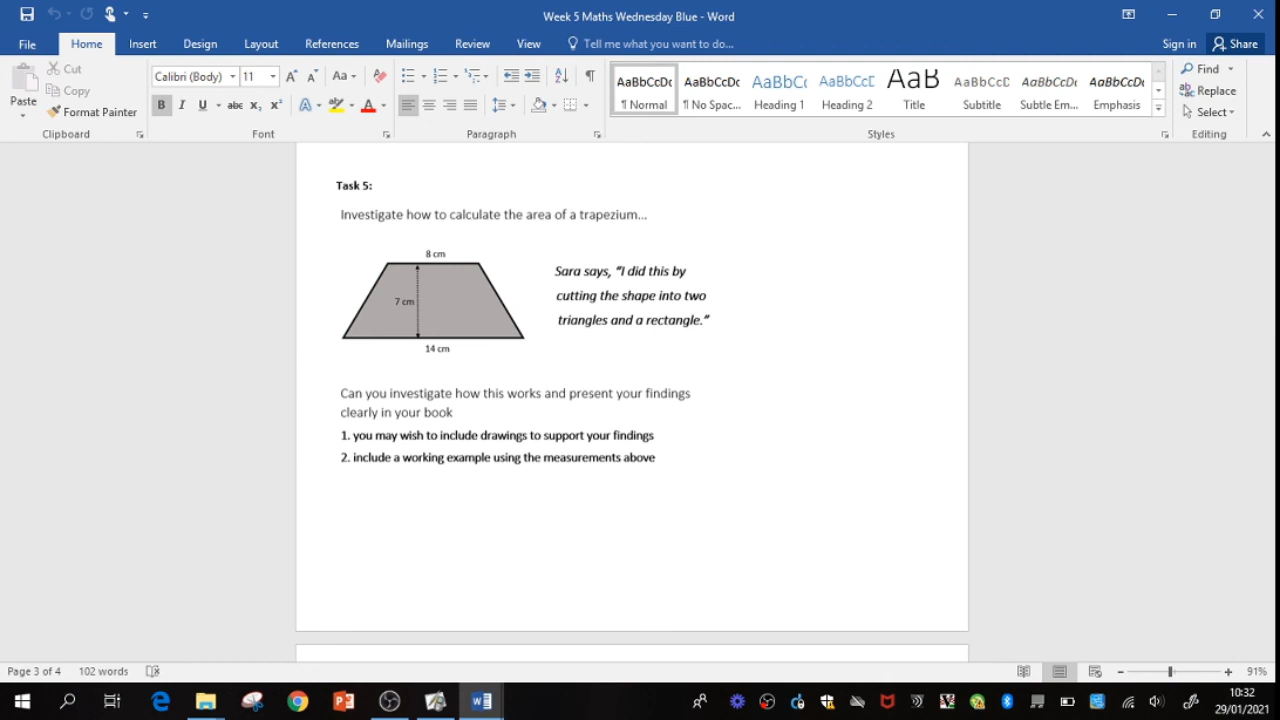 Week 5 Maths Wednesday Blue - Word
File Home Insert Design Layout References Mailings Review View Tell me what you want to do... Sign in Share
Paste
Cut
Copy
Format Painter
Clipboard
Calibri (Body) 11
Font
Paragraph
AaBbCcDc AaBbCcDc AaBbCc AaBbCcD AaB AaBbCcD AaBbCcDc AaBbCcDc
¶ Normal ¶ No Spac... Heading 1 Heading 2 Title Subtitle Subtle Em... Emphasis
Styles
Find
Replace
Select
Editing
Task 5:
Investigate how to calculate the area of a trapezium...
8 cm
7 cm
14 cm
Sara says, “I did this by
cutting the shape into two
triangles and a rectangle.”
Can you investigate how this works and present your findings
clearly in your book
1. you may wish to include drawings to support your findings
2. include a working example using the measurements above
Page 3 of 4 102 words 91%
10:32
29/01/2021